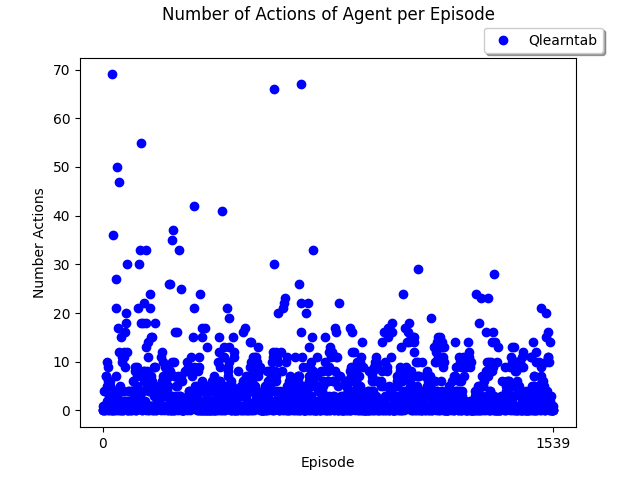 Number of Actions of Agent per Episode
Qlearntab
70
60
50
40
30
20
10
0
Number Actions
0 1539
Episode